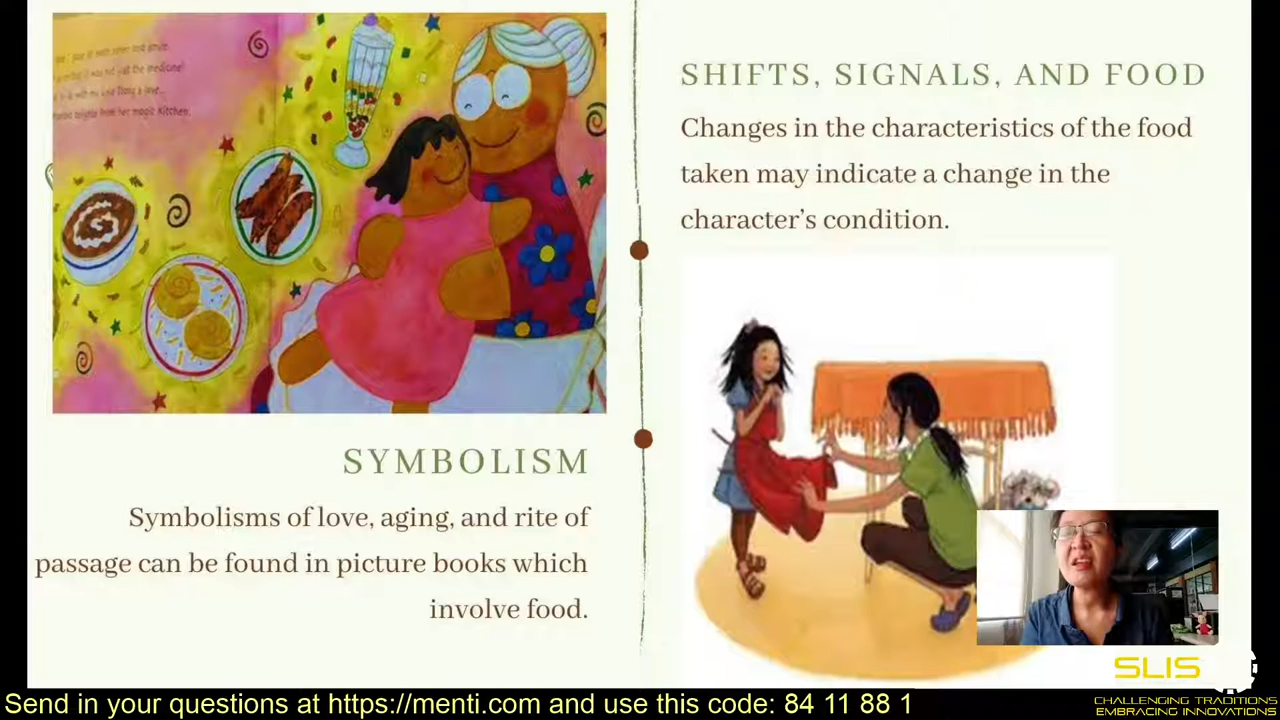 SHIFTS, SIGNALS, AND FOOD
Changes in the characteristics of the food
taken may indicate a change in the
character's condition.
SYMBOLISM
Symbolisms of love, aging, and rite of
passage can be found in picture books which
involve food.
SLIS
CHALLENGING TRADITIONS
EMBRACING INNOVATIONS
Send in your questions at https://menti.com and use this code: 84 11 88 1